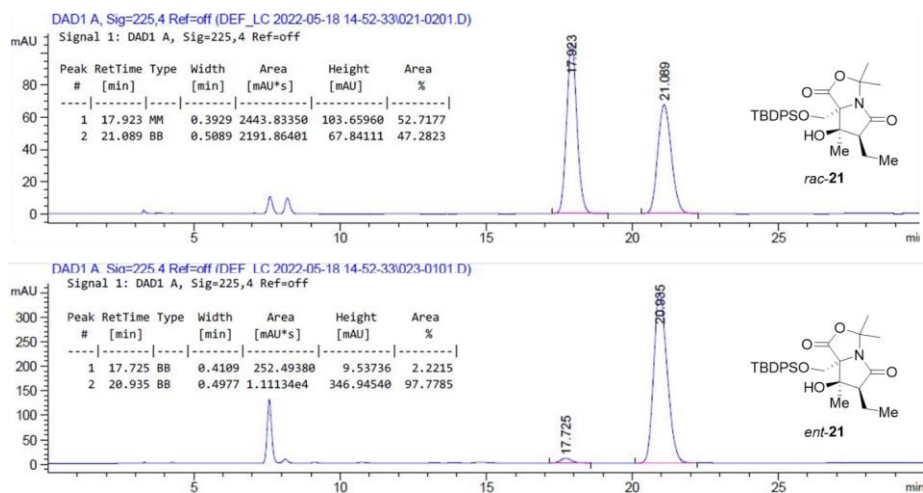 DAD1 A, Sig=225,4 Ref=off (DEF_LC 2022-05-18 14-52-33\021-0201.D)
mAU
Signal 1: DAD1 A, Sig=225,4 Ref=off
Peak RetTime Type Width Area Height Area
# [min] [min] [mAU*s] [mAU] %
----|-------|----|-------|----------|----------|--------|
1 17.923 MM 0.3929 2443.83350 103.65960 52.7177
2 21.089 BB 0.5089 2191.86401 67.84111 47.2823
17.923
21.089
80
60
40
20
0
5 10 15 20 25 min
O
O
N
TBDPSO
HO
Me
O
Me
rac-21
DAD1 A, Sig=225,4 Ref=off (DEF_LC 2022-05-18 14-52-33\023-0101.D)
mAU
Signal 1: DAD1 A, Sig=225,4 Ref=off
Peak RetTime Type Width Area Height Area
# [min] [min] [mAU*s] [mAU] %
----|-------|----|-------|----------|----------|--------|
1 17.725 BB 0.4109 252.49380 9.53736 2.2215
2 20.935 BB 0.4977 1.11134e4 346.94540 97.7785
17.725
20.935
300
250
200
150
100
50
0
5 10 15 20 25 min
O
O
N
TBDPSO
HO
Me
O
Me
ent-21